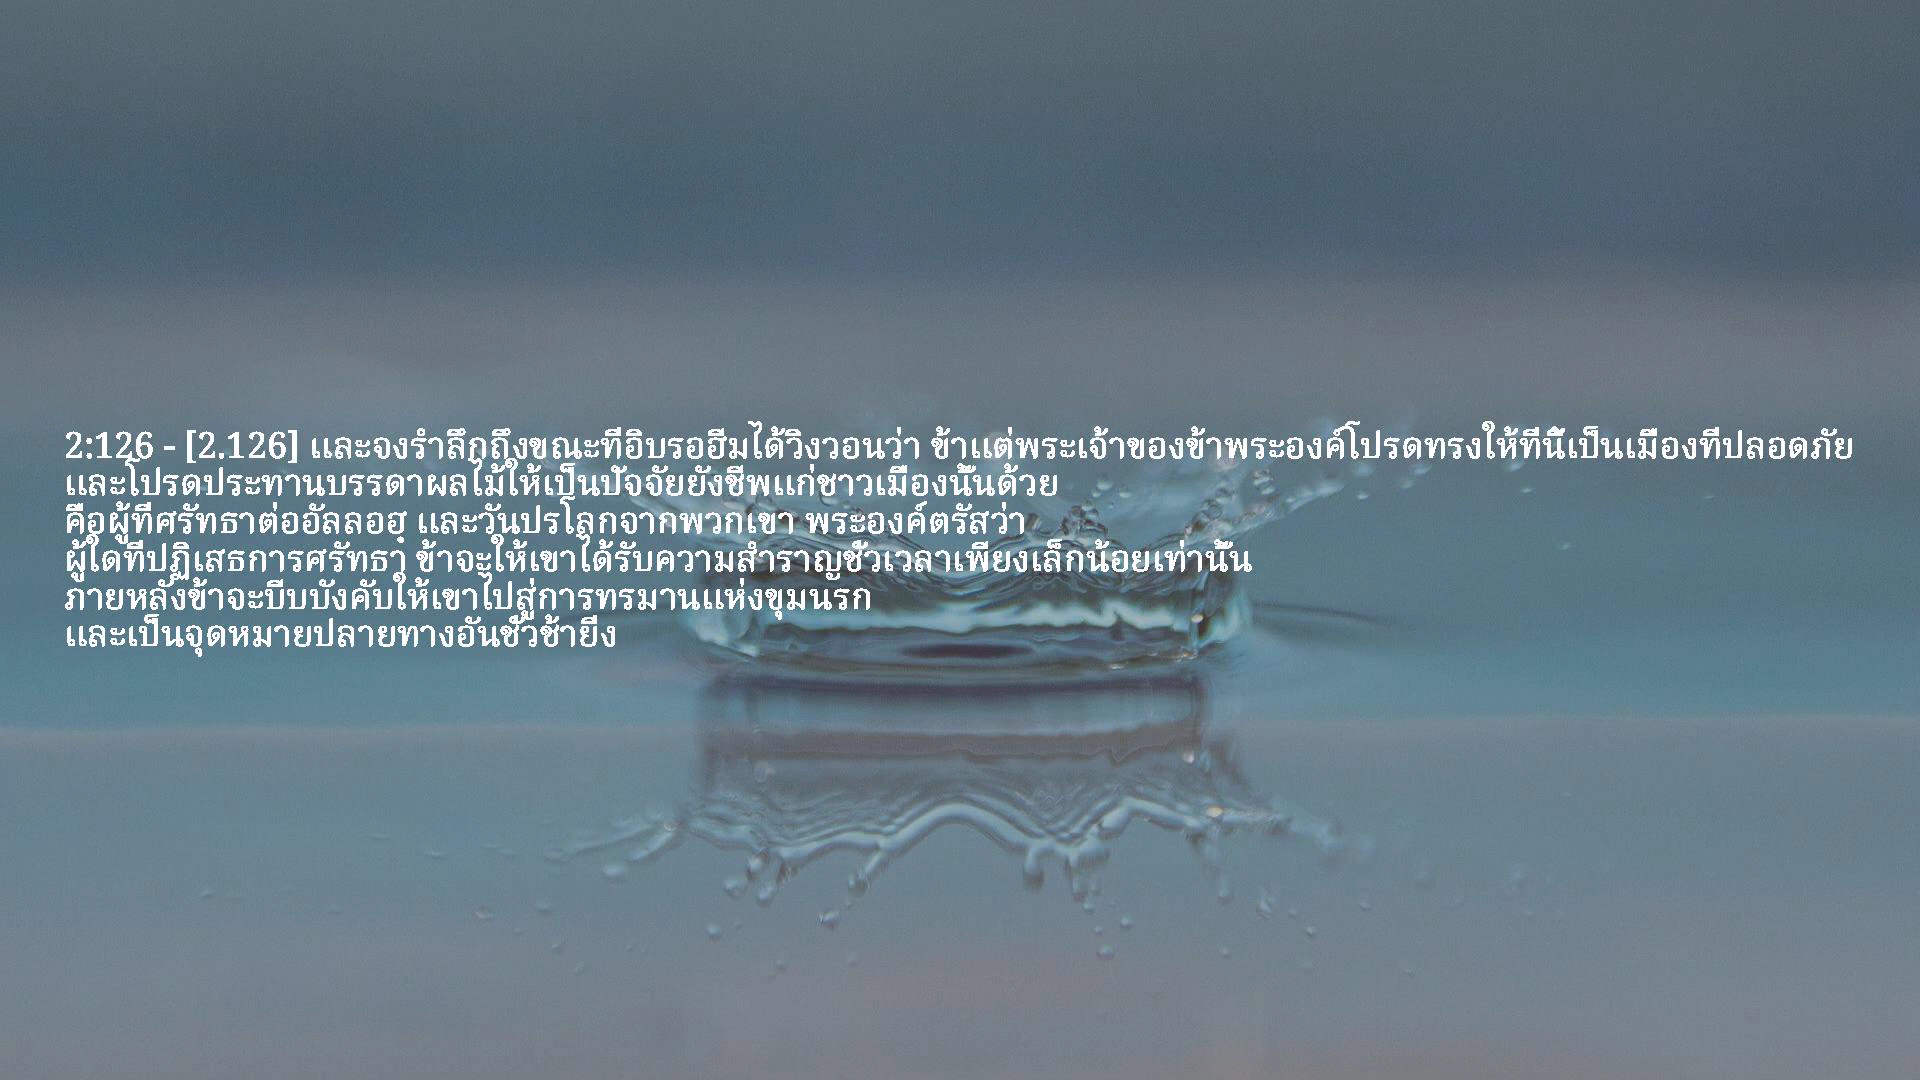 2:126 - [2.126] และจงรำลึกถึงขณะที่อิบรอฮีมได้วิงวอนว่า ข้าแต่พระเจ้าของข้าพระองค์โปรดทรงให้ที่นี้เป็นเมืองที่ปลอดภัย
และโปรดประทานบรรดาผลไม้ให้เป็นปัจจัยยังชีพแก่ชาวเมืองนั้นด้วย
คือผู้ที่ศรัทธาต่ออัลลอฮฺ และวันปรโลกจากพวกเขา พระองค์ตรัสว่า
ผู้ใดที่ปฏิเสธการศรัทธา ข้าจะให้เขาได้รับความสำราญชั่วเวลาเพียงเล็กน้อยเท่านั้น
ภายหลังข้าจะบีบบังคับให้เขาไปสู่การทรมานแห่งขุมนรก
และเป็นจุดหมายปลายทางอันชั่วช้ายิ่ง